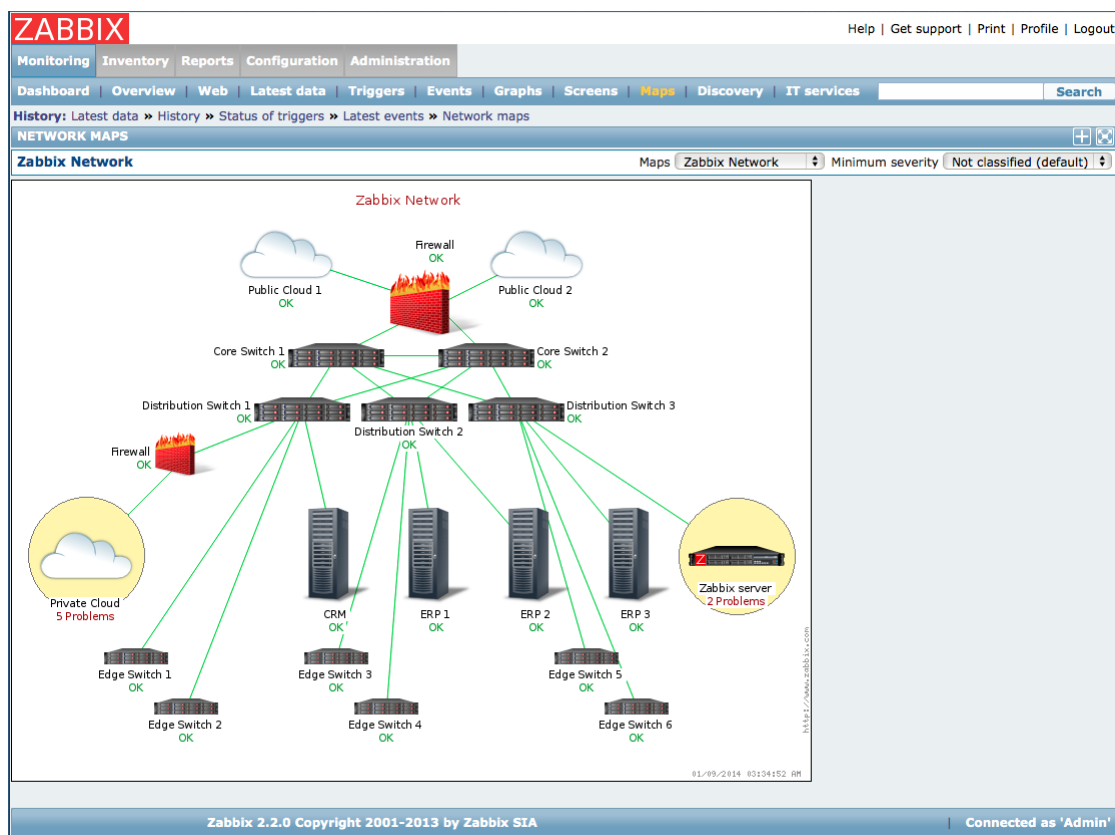 ZABBIX
Help | Get support | Print | Profile | Logout
Monitoring Inventory Reports Configuration Administration
Dashboard | Overview | Web | Latest data | Triggers | Events | Graphs | Screens | Maps | Discovery | IT services Search
History: Latest data » History » Status of triggers » Latest events » Network maps
NETWORK MAPS
Zabbix Network Maps Zabbix Network Minimum severity Not classified (default)
Zabbix Network
Firewall
OK
Public Cloud 1
OK
Public Cloud 2
OK
Core Switch 1
OK
Core Switch 2
OK
Distribution Switch 1
OK
Distribution Switch 2
OK
Distribution Switch 3
OK
Firewall
OK
Private Cloud
5 Problems
CRM
OK
ERP 1
OK
ERP 2
OK
ERP 3
OK
Z
Zabbix server
2 Problems
Edge Switch 1
OK
Edge Switch 2
OK
Edge Switch 3
OK
Edge Switch 4
OK
Edge Switch 5
OK
Edge Switch 6
OK
http://www.zabbix.com
01/09/2014 03:34:52 AM
Zabbix 2.2.0 Copyright 2001-2013 by Zabbix SIA | Connected as 'Admin'